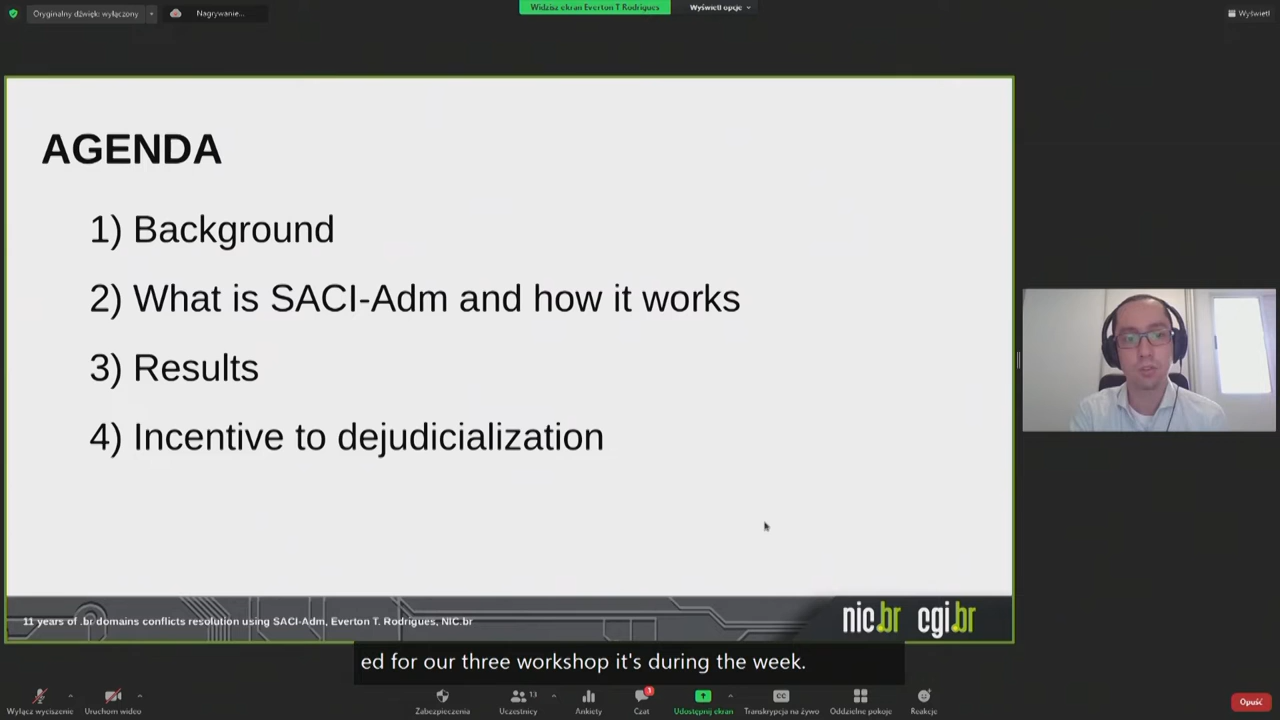 Oryginalny dźwięk: wyłączony
Nagrywanie...
Widzisz ekran Everton T Rodrigues
Wyświetl opcje
Wyświetl
AGENDA
1) Background
2) What is SACI-Adm and how it works
3) Results
4) Incentive to dejudicialization
11 years of .br domains conflicts resolution using SACI-Adm, Everton T. Rodrigues, NIC.br
nic.br cgi.br
ed for our three workshop it's during the week.
Wyłącz wyciszenie
Uruchom wideo
Zabezpieczenia
Uczestnicy
13
Ankiety
Czat
3
Udostępnij ekran
Transkrypcja na żywo
Oddzielne pokoje
Reakcje
Opuść